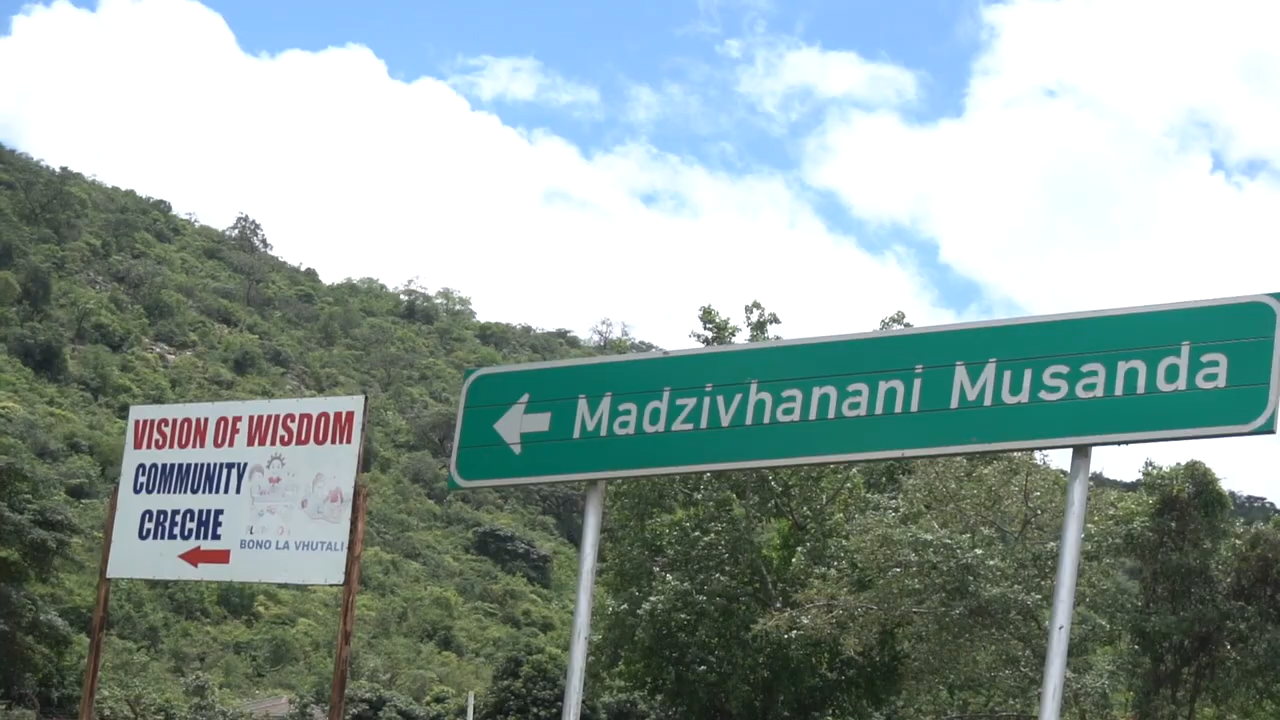 VISION OF WISDOM
COMMUNITY
CRECHE
BONO LA VHUTALI
Madzivhanani Musanda